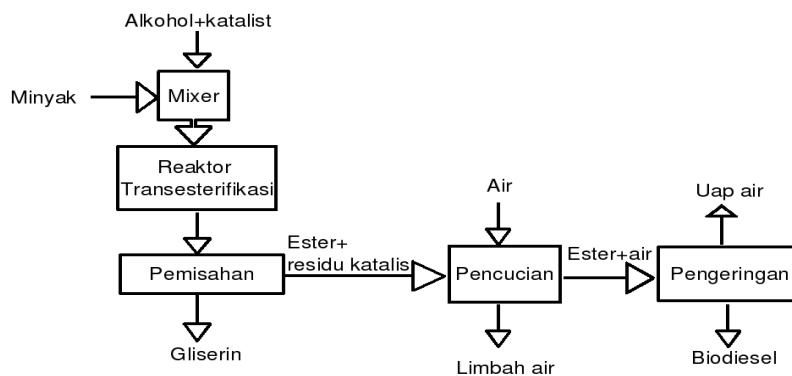 Alkohol+katalist
Minyak
Mixer
Reaktor
Transesterifikasi
Pemisahan
Gliserin
Ester+
residu katalis
Air
Pencucian
Limbah air
Ester+air
Uap air
Pengeringan
Biodiesel